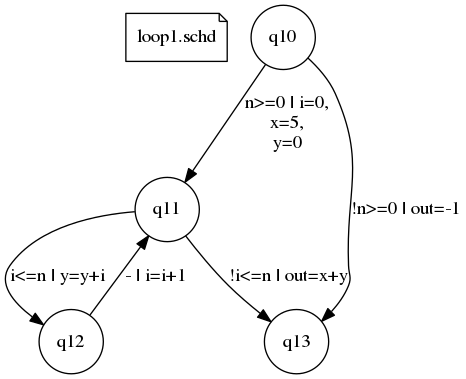 loop1.schd
q10
n>=0 | i=0,
x=5,
y=0
q11
!n>=0 | out=-1
i<=n | y=y+i
- | i=i+1
!i<=n | out=x+y
q12
q13